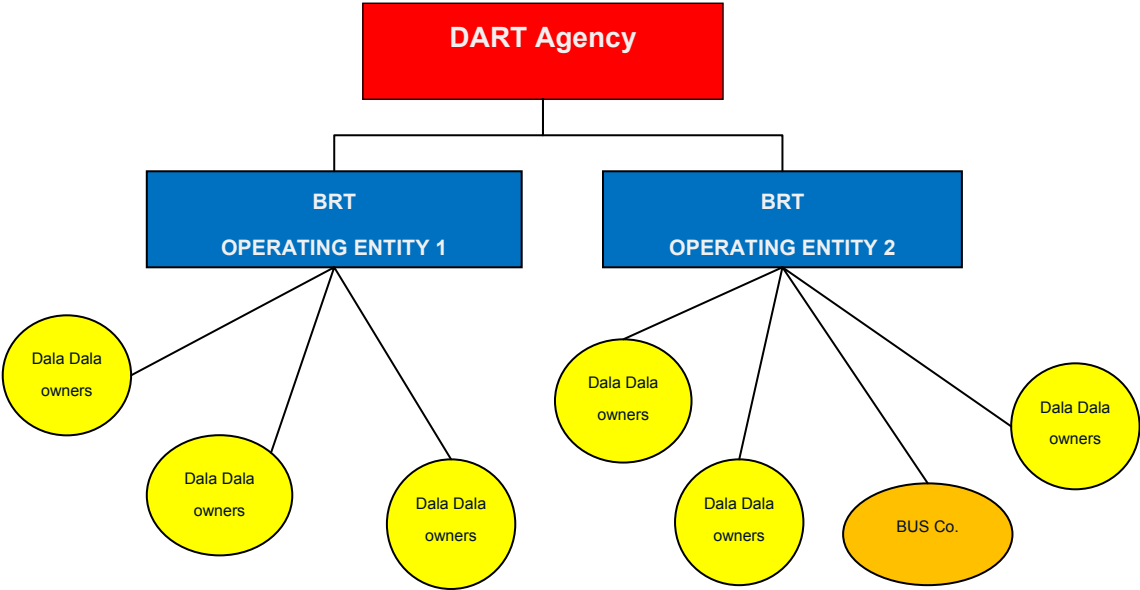 DART Agency
BRT
OPERATING ENTITY 1
BRT
OPERATING ENTITY 2
Dala Dala
owners
Dala Dala
owners
Dala Dala
owners
Dala Dala
owners
Dala Dala
owners
BUS Co.
Dala Dala
owners